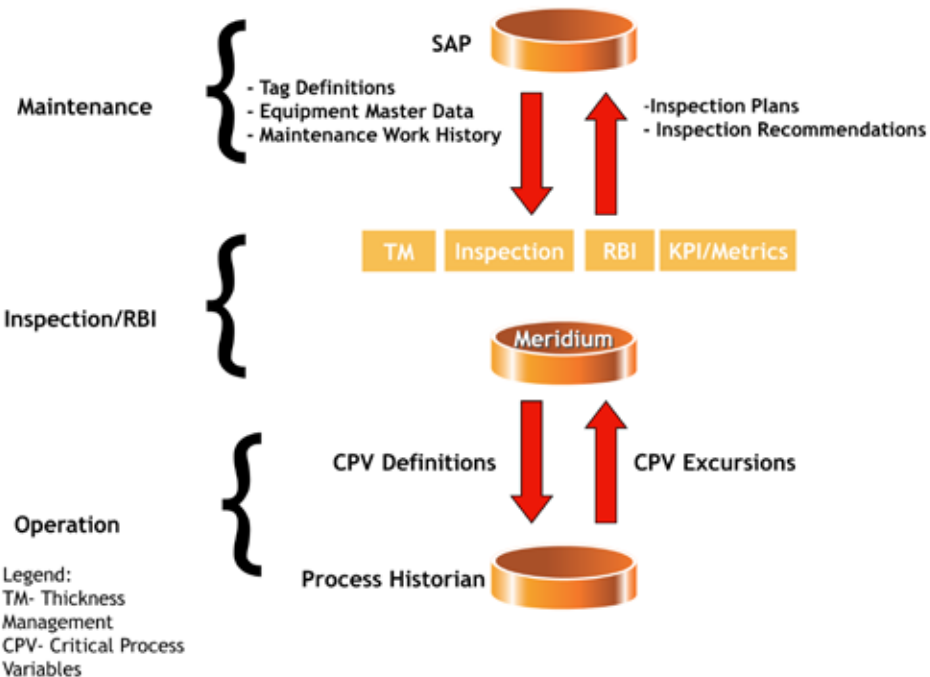 SAP
Maintenance
- Tag Definitions
- Equipment Master Data
- Maintenance Work History
-Inspection Plans
- Inspection Recommendations
TM
Inspection
RBI
KPI/Metrics
Inspection/RBI
Meridium
CPV Definitions
CPV Excursions
Operation
Process Historian
Legend:
TM- Thickness
Management
CPV- Critical Process
Variables